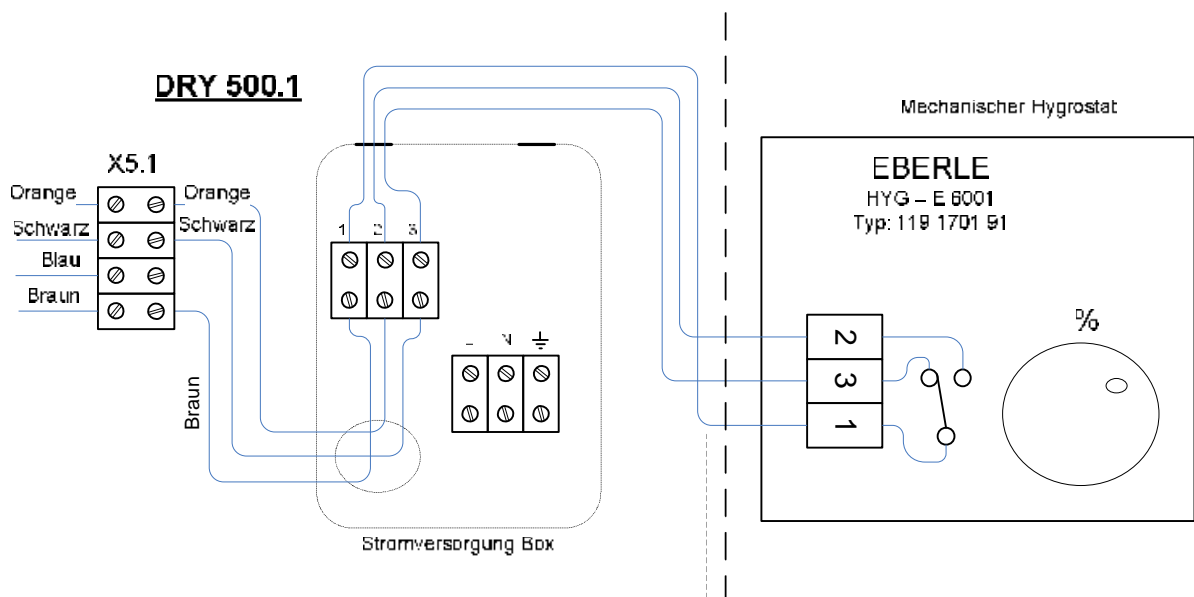 DRY 500.1
Mechanischer Hygrostat
X5.1
EBERLE
HYG – E 6001
Typ: 119 1701 91
Orange
Orange
Schwarz
Schwarz
Blau
Braun
1 2 3
N
%
2
3
1
Braun
Stromversorgung Box